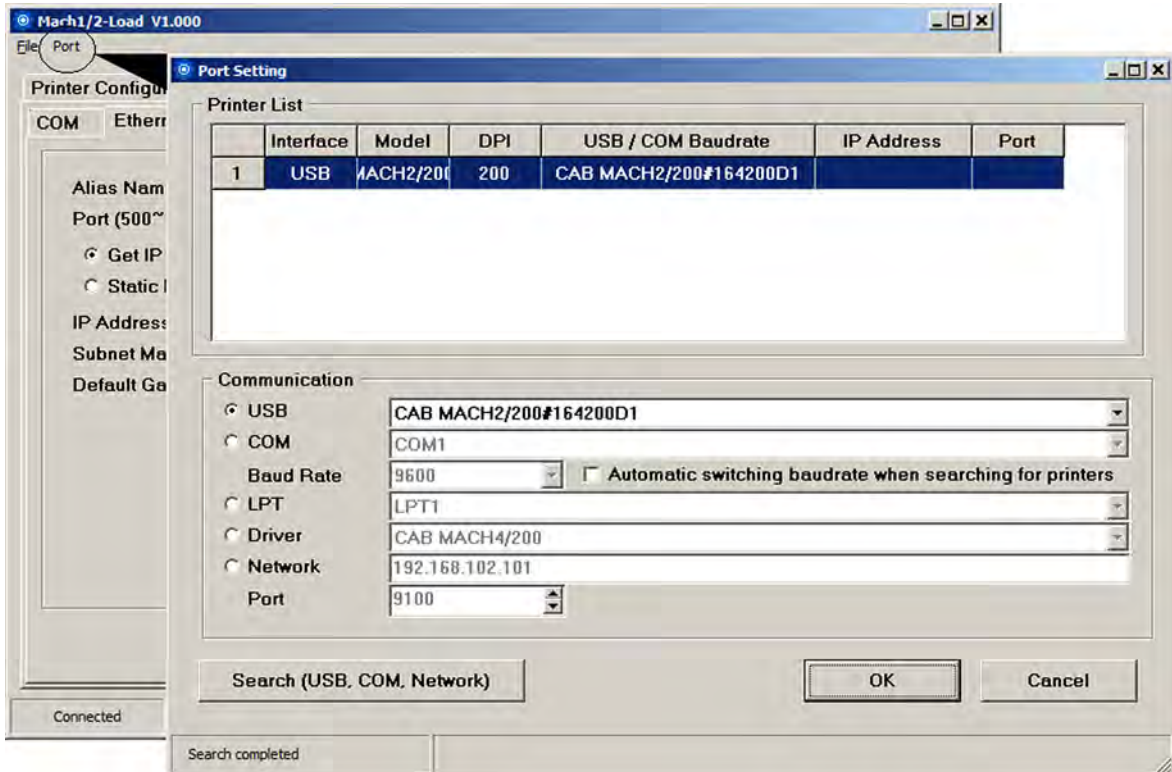 Mach1/2-Load V1.000
File Port
Printer Configu
COM Ethern
Alias Nam
Port (500~
Get IP
Static
IP Address
Subnet Ma
Default Ga
Connected
Port Setting
Printer List
Interface Model DPI USB / COM Baudrate IP Address Port
1 USB MACH2/200 200 CAB MACH2/200#164200D1
Communication
USB CAB MACH2/200#164200D1
COM COM1
Baud Rate 9600 Automatic switching baudrate when searching for printers
LPT LPT1
Driver CAB MACH4/200
Network 192.168.102.101
Port 9100
Search (USB, COM, Network) OK Cancel
Search completed